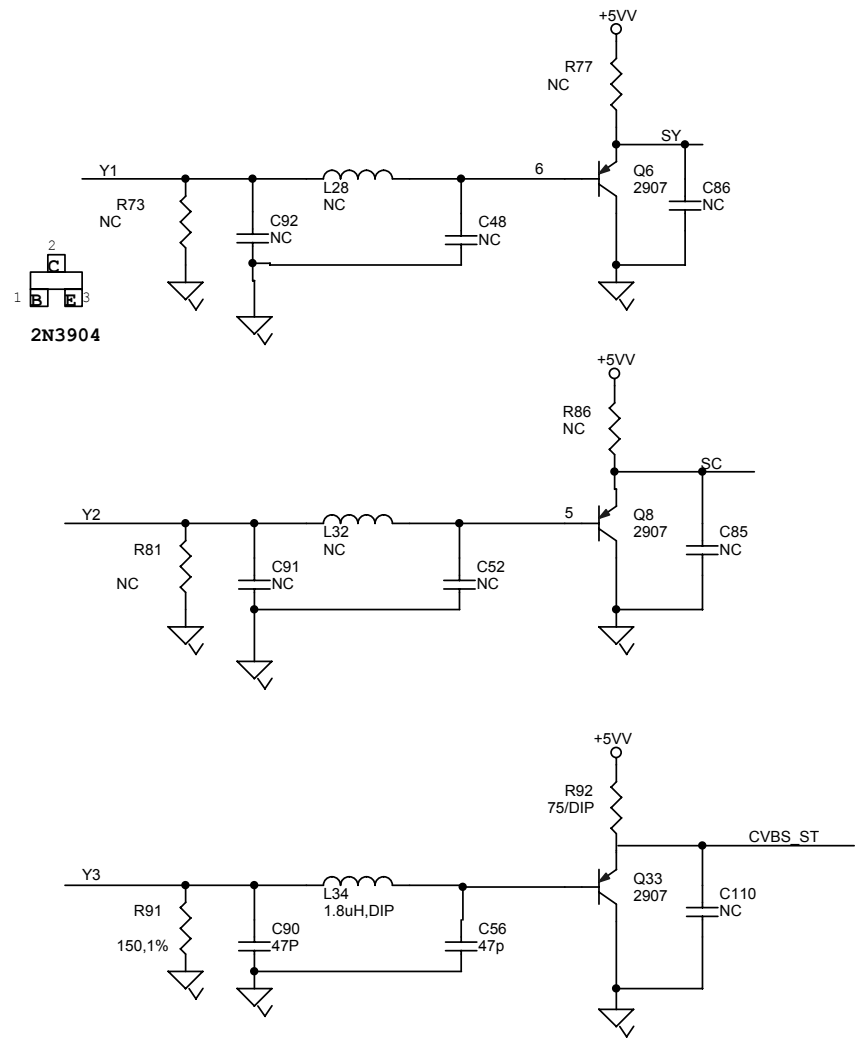 +5VV
R77
NC
SY
Y1
6
Q6
2907
C86
NC
R73
NC
L28
NC
C92
NC
C48
NC
2
C
1
B
E
3
2N3904
+5VV
R86
NC
SC
Y2
5
Q8
2907
C85
NC
R81
NC
L32
NC
C91
NC
C52
NC
+5VV
R92
75/DIP
CVBS_ST
Y3
Q33
2907
C110
NC
R91
150,1%
L34
1.8uH,DIP
C90
47P
C56
47p